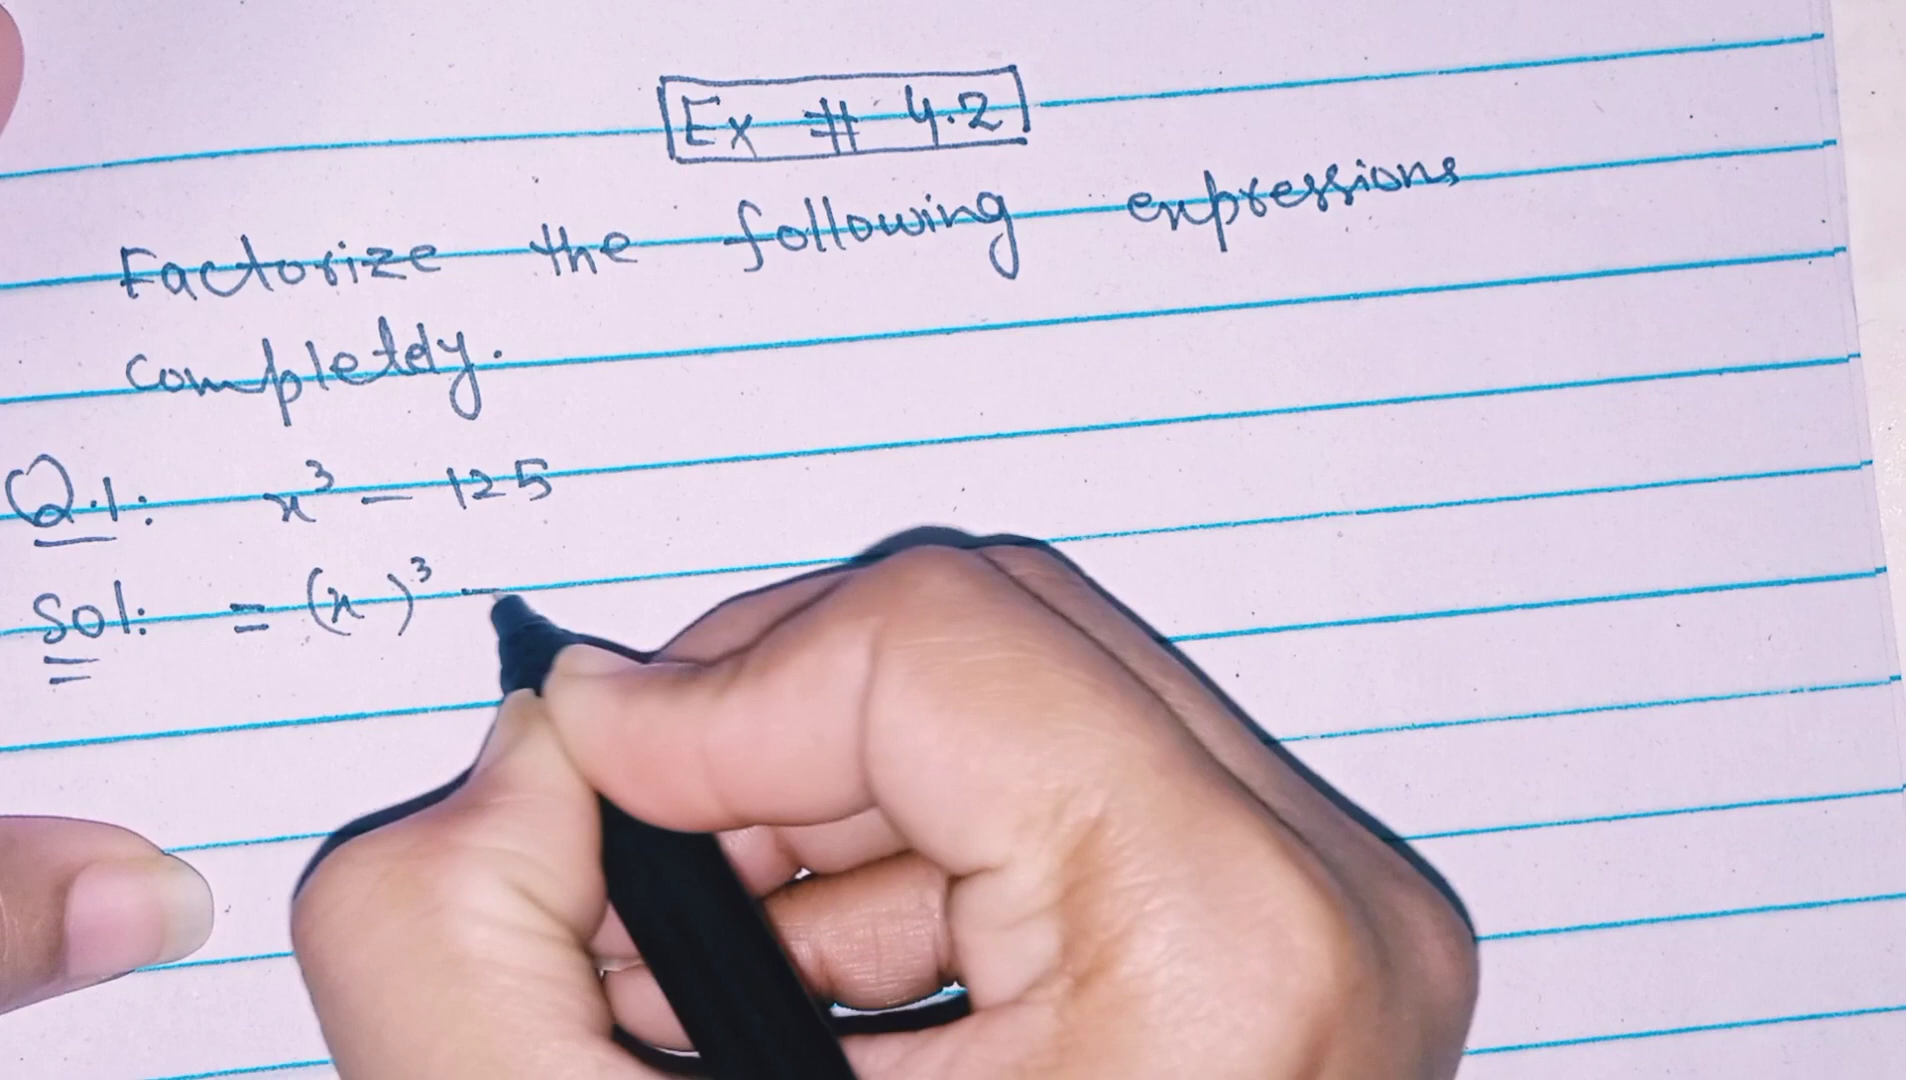 Ex # 4.2
Factorize the following expressions
completely.
Q.1: x³ - 125
Sol: = (x)³ -